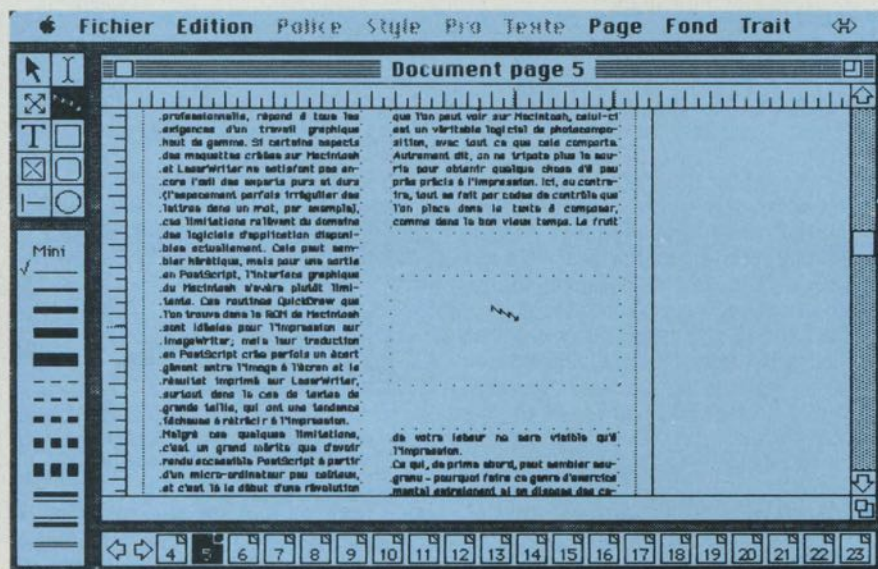 Fichier Edition Police Style Pro Texte Page Fond Trait
Document page 5
Mini
professionnelle, répond à tous les
exigences d'un travail graphique
haut de gamme. Si certains aspects
des maquettes créées sur Macintosh
et LaserWriter ne satisfont pas en-
core l'œil des experts purs et durs
(l'espacement parfois irrégulier des
lettres dans un mot, par exemple),
ces limitations relèvent du domaine
des logiciels d'application disponi-
bles actuellement. Cela peut sem-
bler hérétique, mais pour une sortie
en PostScript, l'interface graphique
du Macintosh s'avère plutôt limi-
tante. Ces routines QuickDraw que
l'on trouve dans la ROM de Macintosh
sont idéales pour l'impression sur
ImageWriter; mais leur traduction
en PostScript crée parfois un écart
gênant entre l'image à l'écran et le
résultat imprimé sur LaserWriter,
surtout dans le cas de textes de
grande taille, qui ont une tendance
fâcheuse à rétrécir à l'impression.
Malgré ces quelques limitations,
c'est un grand mérite que d'avoir
rendu accessible PostScript à partir
d'un micro-ordinateur peu coûteux,
et c'est là le début d'une révolution
que l'on peut voir sur Macintosh, celui-ci
est un véritable logiciel de photocompo-
sition, avec tout ce que cela comporte.
Autrement dit, on ne tripote plus la sou-
ris pour obtenir quelque chose d'à peu
près précis à l'impression. Ici, au contrai-
re, tout se fait par codes de contrôle que
l'on place dans le texte à composer,
comme dans le bon vieux temps. Le fruit
de votre labeur ne sera visible qu'à
l'impression.
Ce qui, de prime abord, peut sembler sau-
grenu - pourquoi faire ce genre d'exercice
mental astreignant si on dispose des ca-
4 5 6 7 8 9 10 11 12 13 14 15 16 17 18 19 20 21 22 23